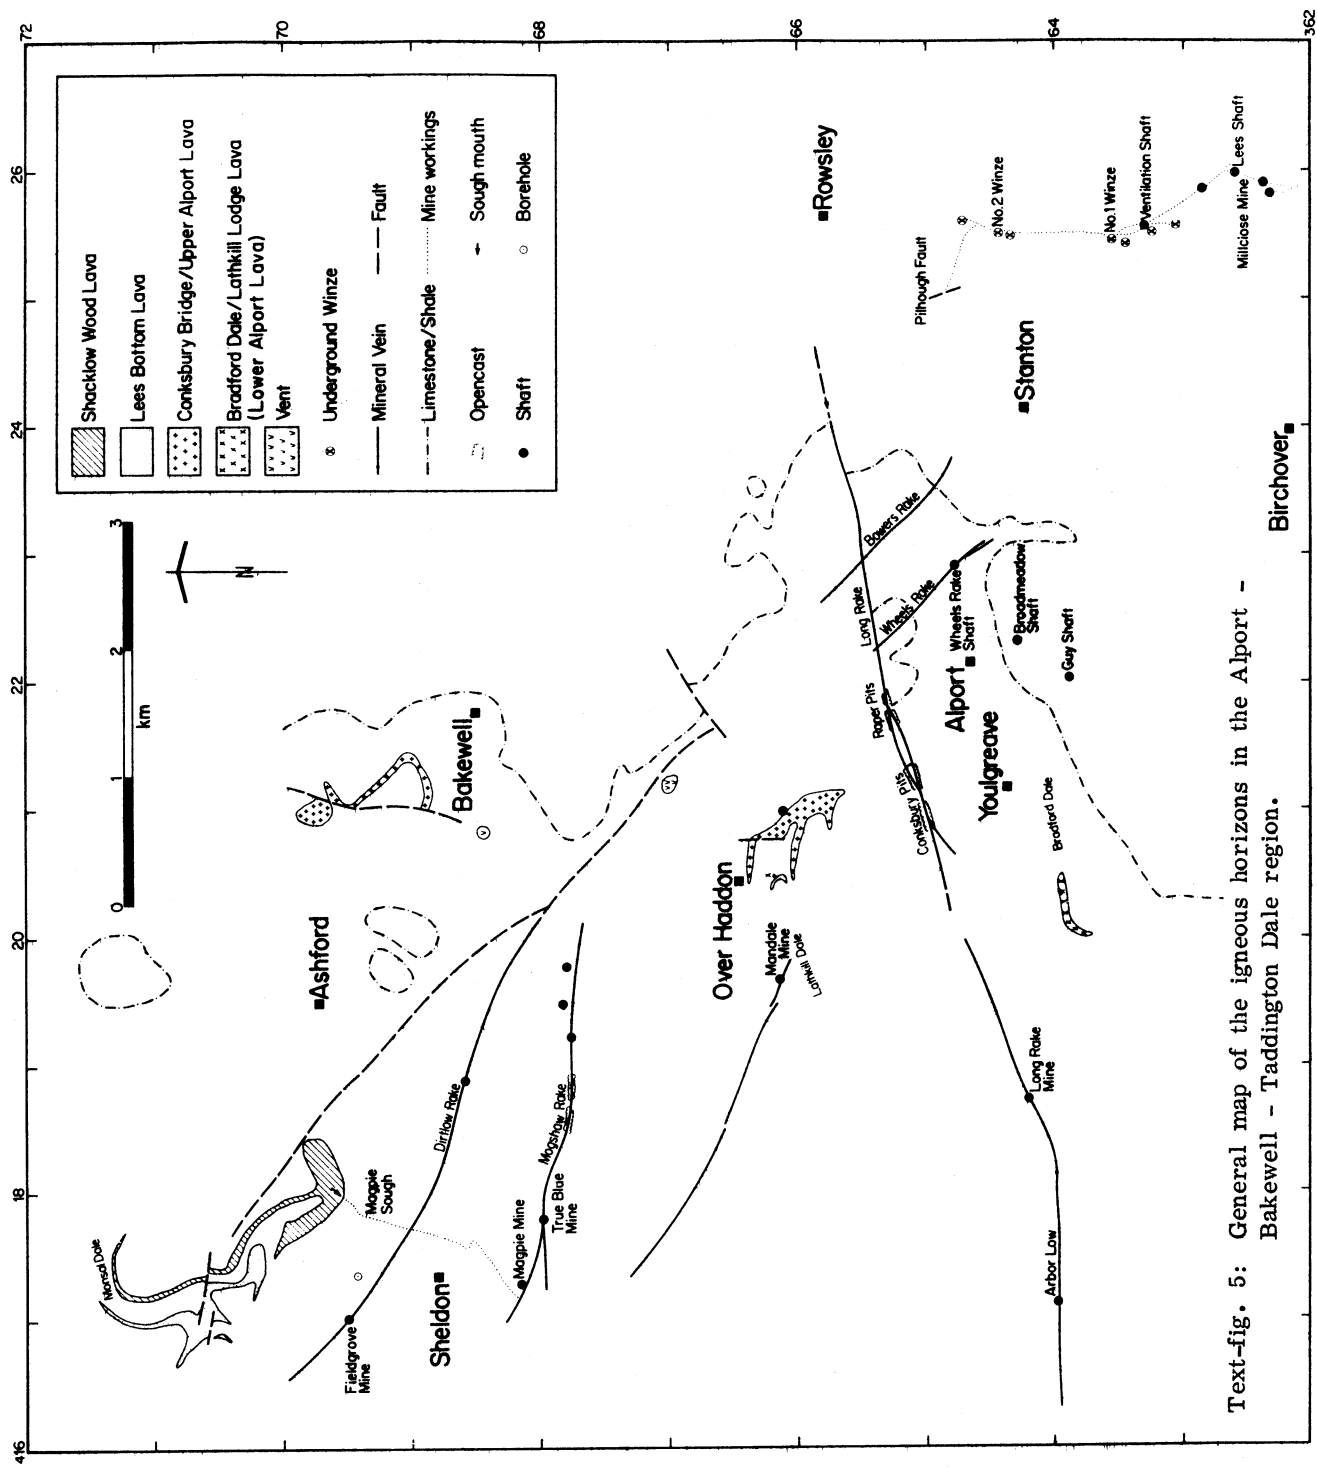 416
18
20
22
24
26
72
70
68
66
64
362
Shacklow Wood Lava
Lees Bottom Lava
Conksbury Bridge/Upper Alport Lava
Bradford Dale/Lathkill Lodge Lava
(Lower Alport Lava)
Vent
Underground Winze
Mineral Vein
Fault
Limestone/Shale
Mine workings
Opencast
Sough mouth
Shaft
Borehole
0
1
2
3
km
N
Monsal Dale
Ashford
Bakewell
Magpie
Sough
Fieldgrove
Mine
Sheldon
Dirtlow Rake
Magpie Mine
True Blue
Mine
Mogshaw Rake
Over Haddon
Mandale
Mine
Lathkill Dale
Rowsley
Long Rake
Bowers Rake
Wheels Rake
Raper Pits
Conksbury Pits
Alport
Wheels Rake
Shaft
Youlgreave
Broadmeadow
Shaft
Guy Shaft
Bradford Dale
Long Rake
Mine
Arbor Low
Pilhough Fault
No.2 Winze
No.1 Winze
Ventilation Shaft
Millclose Mine
Lees Shaft
Stanton
Birchover
Text-fig. 5: General map of the igneous horizons in the Alport -
Bakewell - Taddington Dale region.